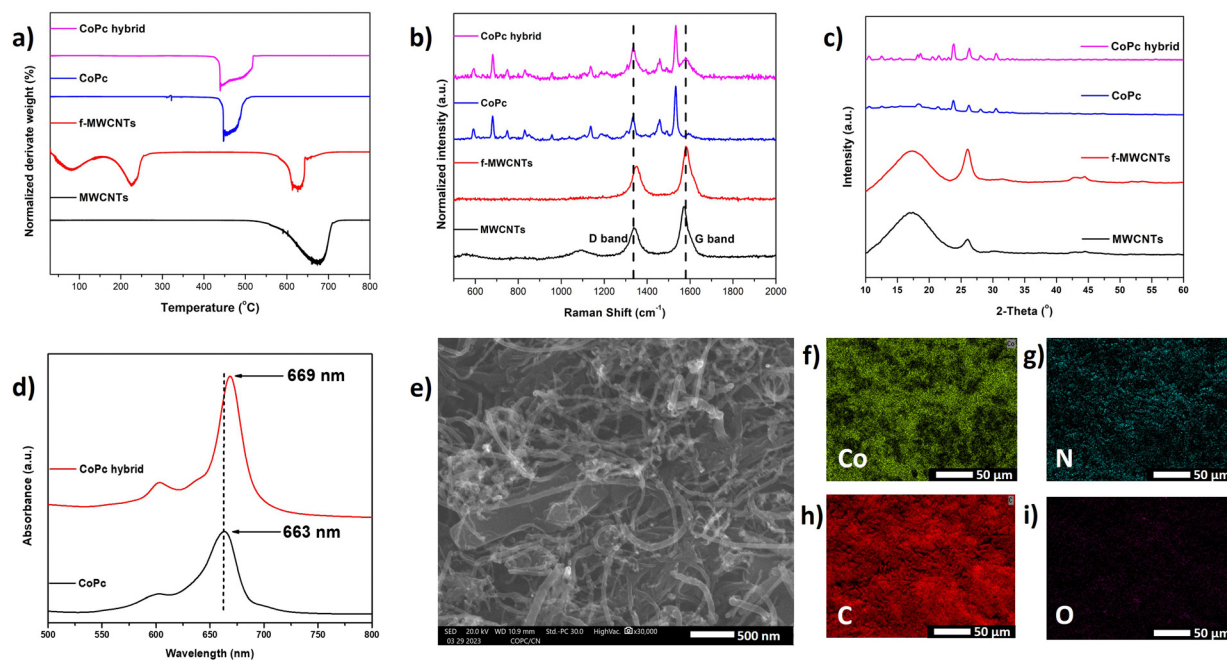 a)
CoPc hybrid
CoPc
f-MWCNTs
MWCNTs
Normalized derivate weight (%)
30 100 200 300 400 500 600 700 800
Temperature (°C)
b)
CoPc hybrid
CoPc
f-MWCNTs
MWCNTs
D band
G band
Normalized intensity (a.u.)
600 800 1000 1200 1400 1600 1800 2000
Raman Shift (cm⁻¹)
c)
CoPc hybrid
CoPc
f-MWCNTs
MWCNTs
Intensity (a.u.)
10 15 20 25 30 35 40 45 50 55 60
2-Theta (°)
d)
669 nm
CoPc hybrid
663 nm
CoPc
Absorbance (a.u.)
500 550 600 650 700 750 800
Wavelength (nm)
e)
SED 20.0 kV WD 10.9 mm Std.-PC 30.0 HighVac. x30,000
03 29 2023 COPC/CN
500 nm
f)
Co
Co
50 μm
g)
N
50 μm
h)
C
50 μm
i)
O
50 μm